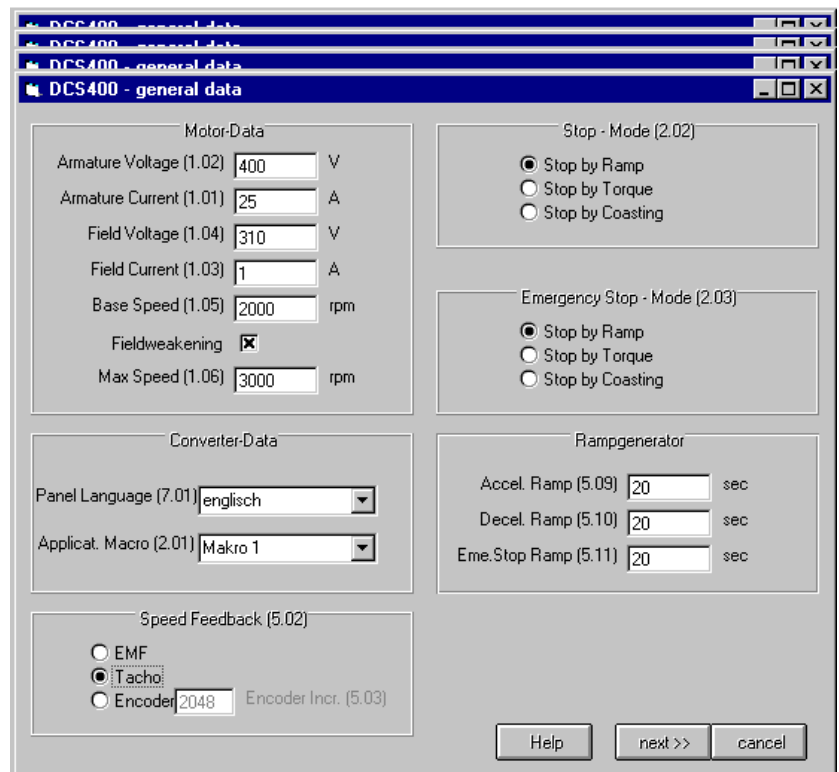 DCS400 - general data
DCS400 - general data
DCS400 - general data
DCS400 - general data
Motor-Data
Armature Voltage (1.02) 400 V
Armature Current (1.01) 25 A
Field Voltage (1.04) 310 V
Field Current (1.03) 1 A
Base Speed (1.05) 2000 rpm
Fieldweakening
Max Speed (1.06) 3000 rpm
Stop - Mode (2.02)
Stop by Ramp
Stop by Torque
Stop by Coasting
Emergency Stop - Mode (2.03)
Stop by Ramp
Stop by Torque
Stop by Coasting
Converter-Data
Panel Language (7.01) englisch
Applicat. Macro (2.01) Makro 1
Rampgenerator
Accel. Ramp (5.09) 20 sec
Decel. Ramp (5.10) 20 sec
Eme.Stop Ramp (5.11) 20 sec
Speed Feedback (5.02)
EMF
Tacho
Encoder 2048 Encoder Incr. (5.03)
Help next >> cancel